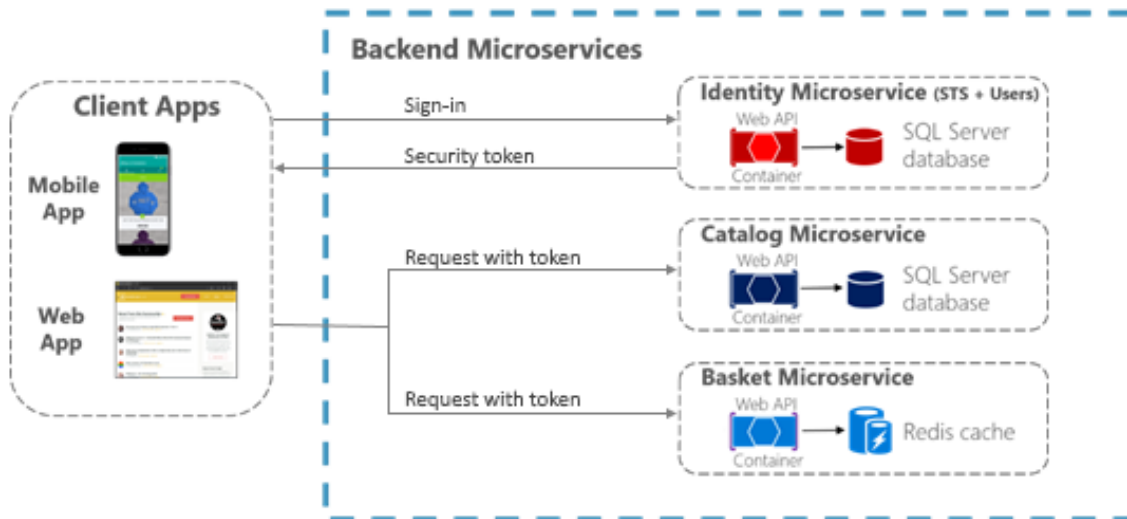 Backend Microservices
Client Apps
Mobile
App
Web
App
Sign-in
Security token
Request with token
Request with token
Identity Microservice (STS + Users)
Web API
Container
SQL Server
database
Catalog Microservice
Web API
Container
SQL Server
database
Basket Microservice
Web API
Container
Redis cache